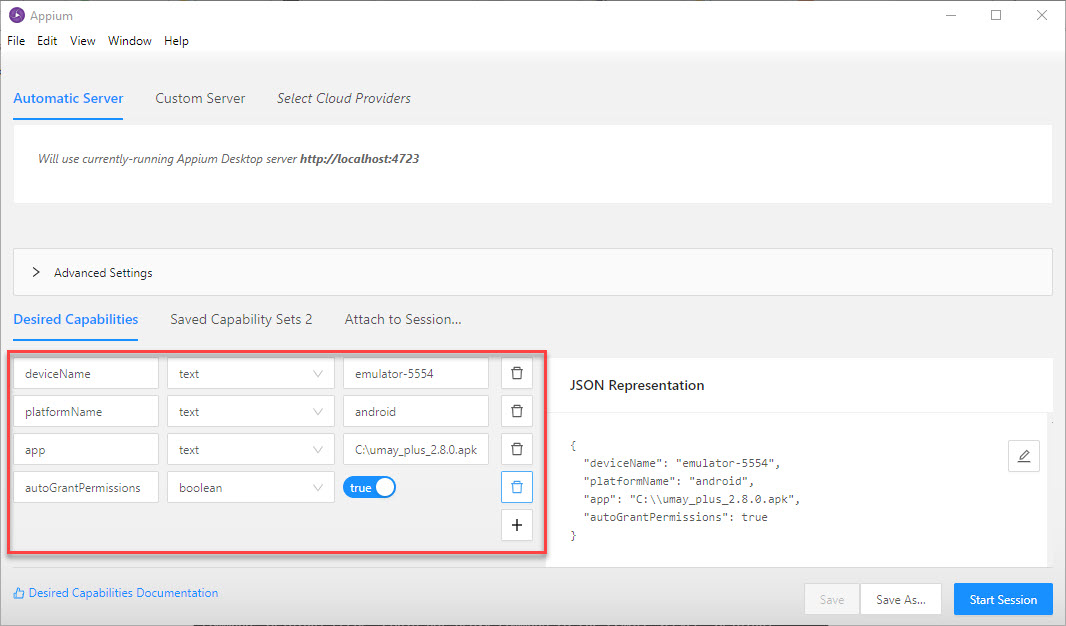 Appium
File Edit View Window Help
Automatic Server Custom Server Select Cloud Providers
Will use currently-running Appium Desktop server http://localhost:4723
Advanced Settings
Desired Capabilities Saved Capability Sets 2 Attach to Session...
deviceName text emulator-5554
platformName text android
app text C:\umay_plus_2.8.0.apk
autoGrantPermissions boolean true
JSON Representation
{
"deviceName": "emulator-5554",
"platformName": "android",
"app": "C:\\umay_plus_2.8.0.apk",
"autoGrantPermissions": true
}
Desired Capabilities Documentation
Save Save As... Start Session